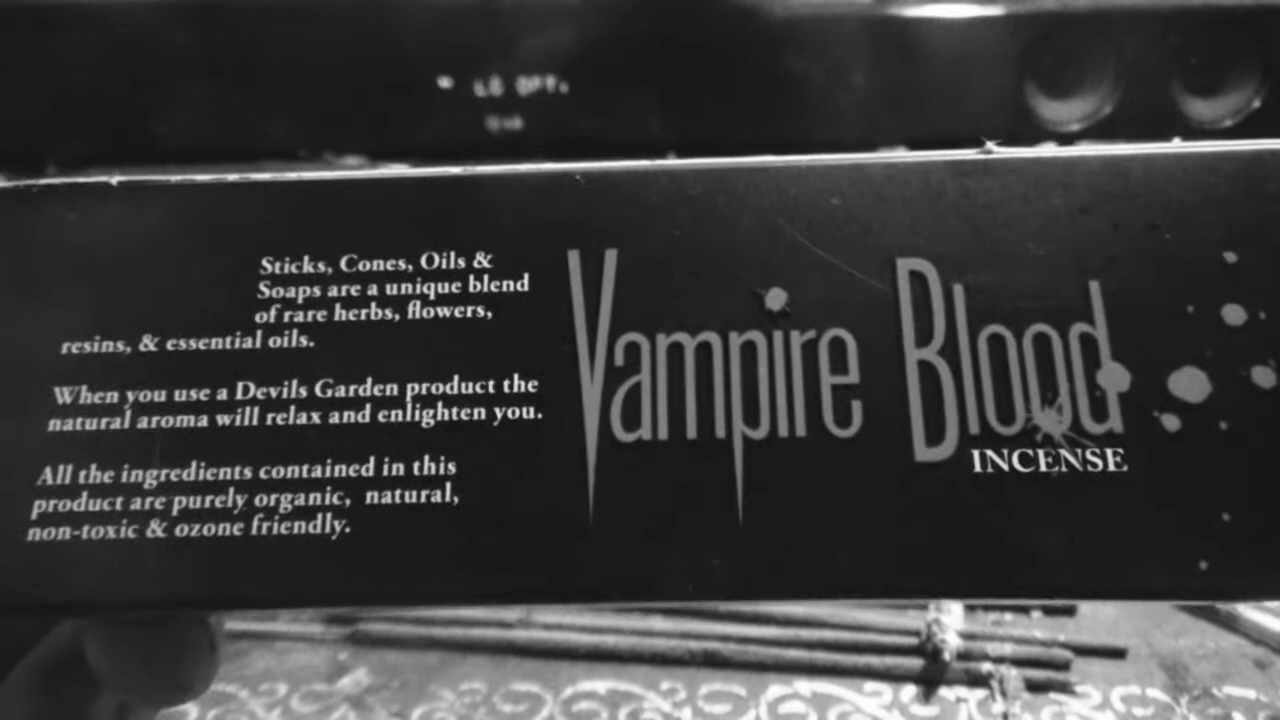 Sticks, Cones, Oils &
Soaps are a unique blend
of rare herbs, flowers,
resins, & essential oils.
When you use a Devils Garden product the
natural aroma will relax and enlighten you.
All the ingredients contained in this
product are purely organic, natural,
non-toxic & ozone friendly.
Vampire Blood
INCENSE